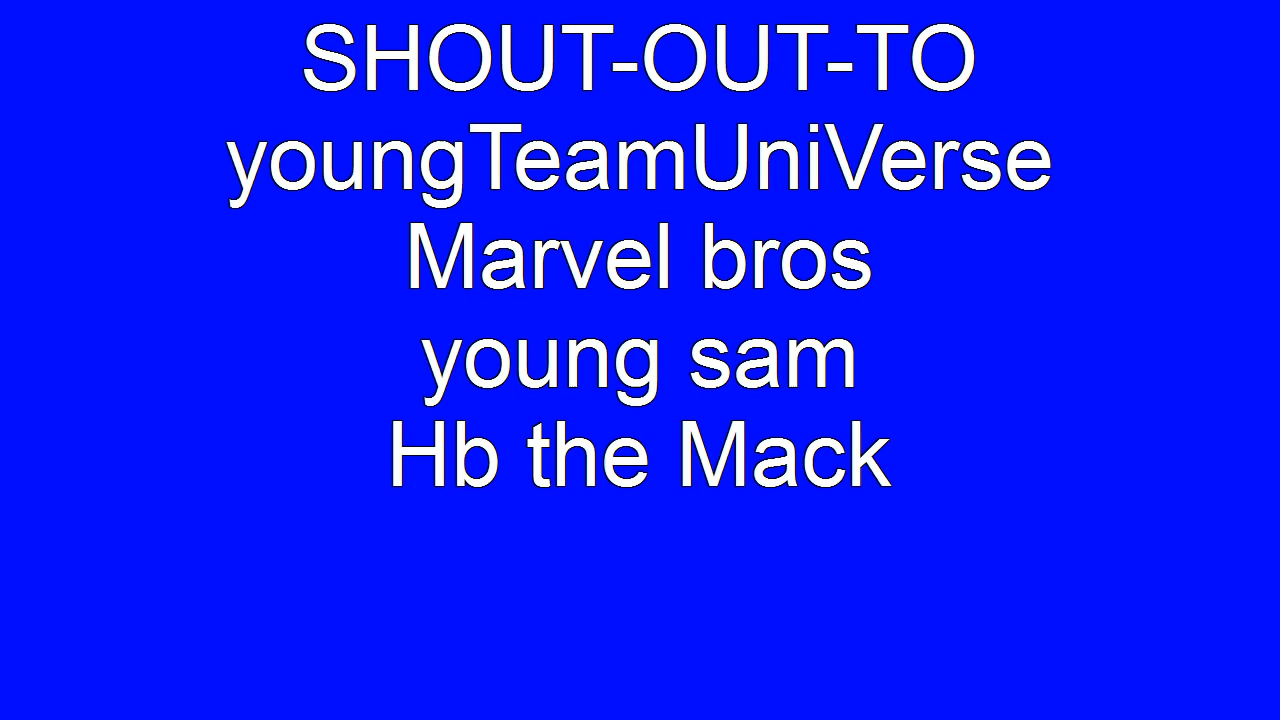 SHOUT-OUT-TO
youngTeamUniVerse
Marvel bros
young sam
Hb the Mack